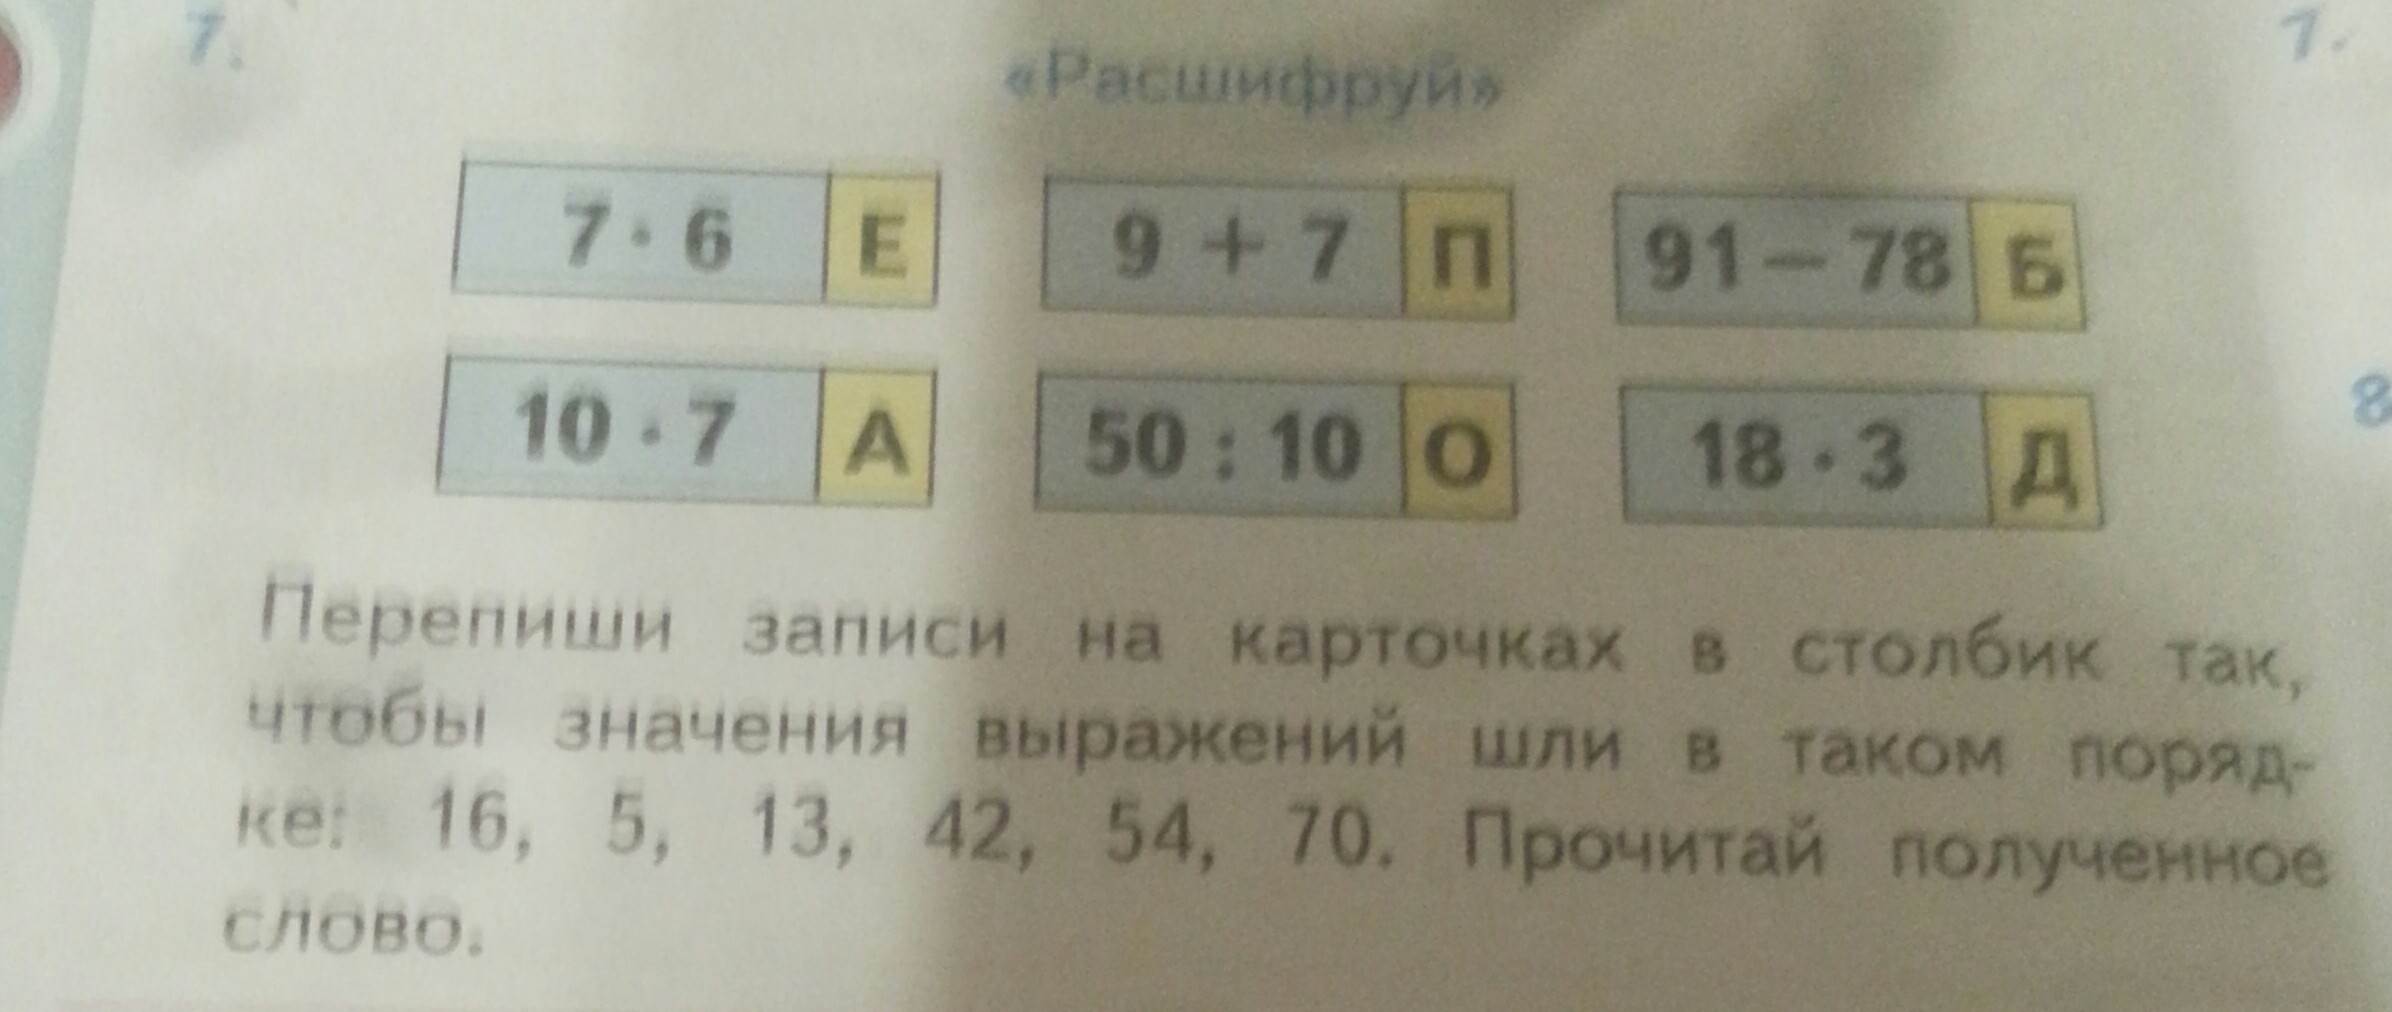 7.
7.
«Расшифруй»
7 · 6 Е 9 + 7 П 91 – 78 Б
10 · 7 А 50 : 10 О 18 · 3 Д
8
Перепиши записи на карточках в столбик так,
чтобы значения выражений шли в таком поряд-
ке: 16, 5, 13, 42, 54, 70. Прочитай полученное
слово.